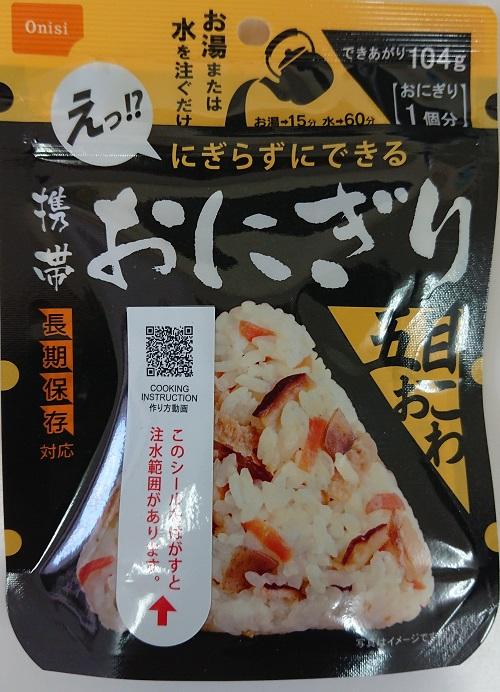 Onisi
お湯または
水を注ぐだけ
できあがり 104g
おにぎり
1個分
お湯→15分 水→60分
えっ!?
にぎらずにできる
携帯
おにぎり
長期保存
対応
五目
おこわ
COOKING
INSTRUCTION
作り方動画
このシールをはがすと
注水範囲があります。
写真はイメージです